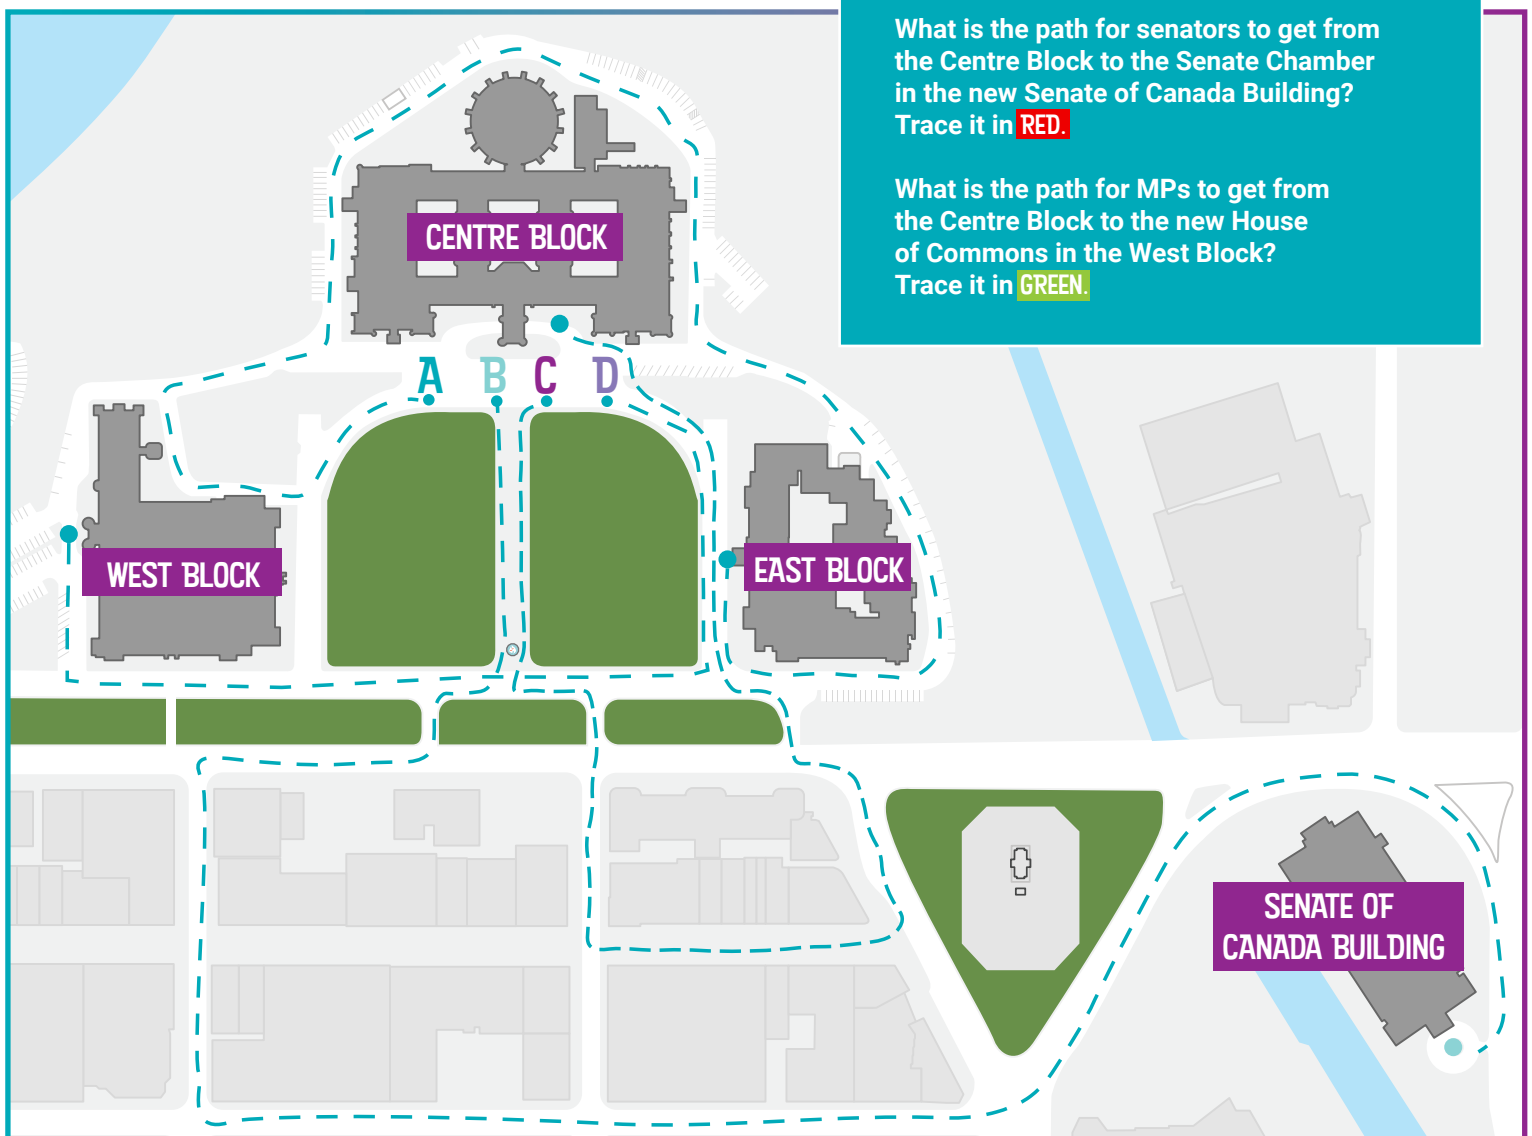 What is the path for senators to get from
the Centre Block to the Senate Chamber
in the new Senate of Canada Building?
Trace it in RED.
What is the path for MPs to get from
the Centre Block to the new House
of Commons in the West Block?
Trace it in GREEN.
CENTRE BLOCK
A B C D
WEST BLOCK
EAST BLOCK
SENATE OF
CANADA BUILDING